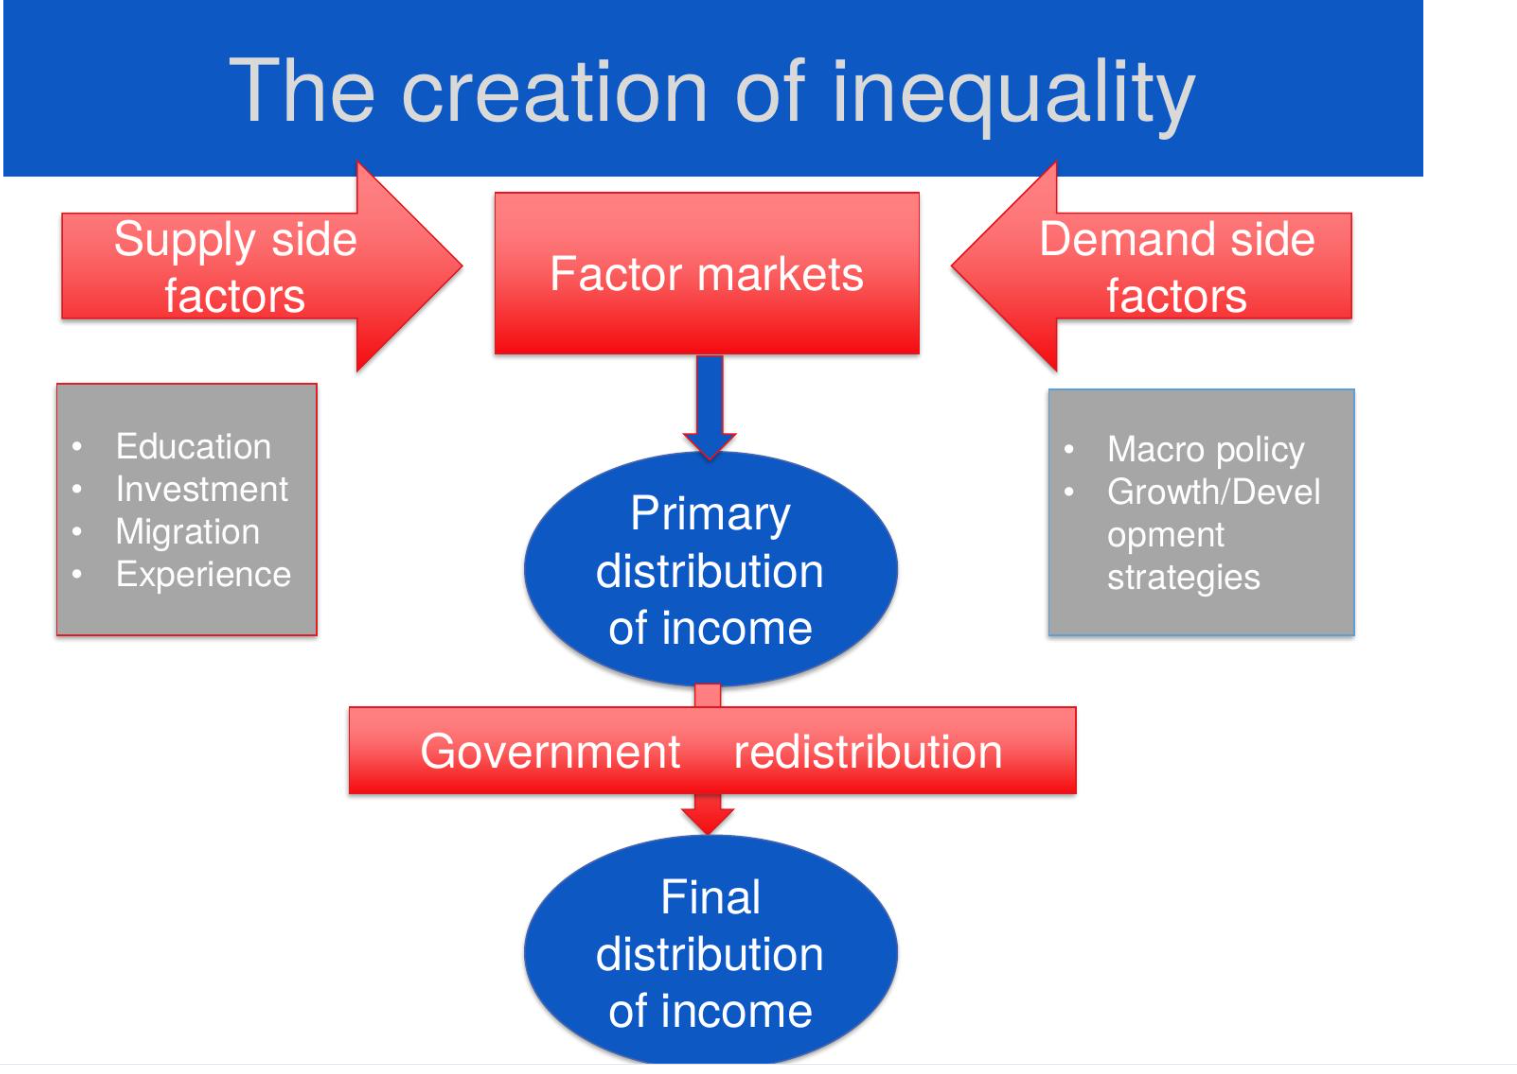 The creation of inequality
Supply side
factors
Factor markets
Demand side
factors
• Education
• Investment
• Migration
• Experience
• Macro policy
• Growth/Devel
opment
strategies
Primary
distribution
of income
Government redistribution
Final
distribution
of income